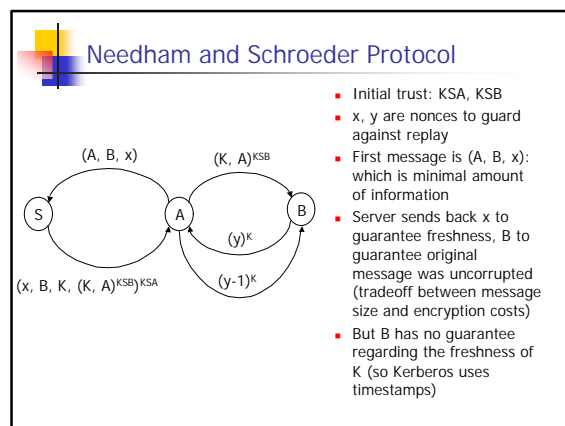 Needham and Schroeder Protocol
(A, B, x)
(K, A)^KSB
S
A
B
(y)^K
(x, B, K, (K, A)^KSB)^KSA
(y-1)^K
▪ Initial trust: KSA, KSB
▪ x, y are nonces to guard
against replay
▪ First message is (A, B, x):
which is minimal amount
of information
▪ Server sends back x to
guarantee freshness, B to
guarantee original
message was uncorrupted
(tradeoff between message
size and encryption costs)
▪ But B has no guarantee
regarding the freshness of
K (so Kerberos uses
timestamps)